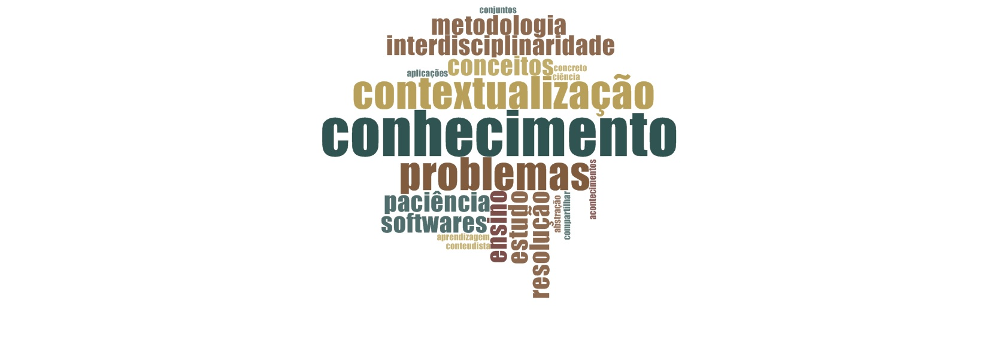 conjuntos
metodologia
interdisciplinaridade
conceitos
concreto
aplicações
ciência
contextualização
conhecimento
problemas
acontecimentos
paciência
softwares
aprendizagem
conteudista
ensino
estudo
resolução
abstração
compartilhar